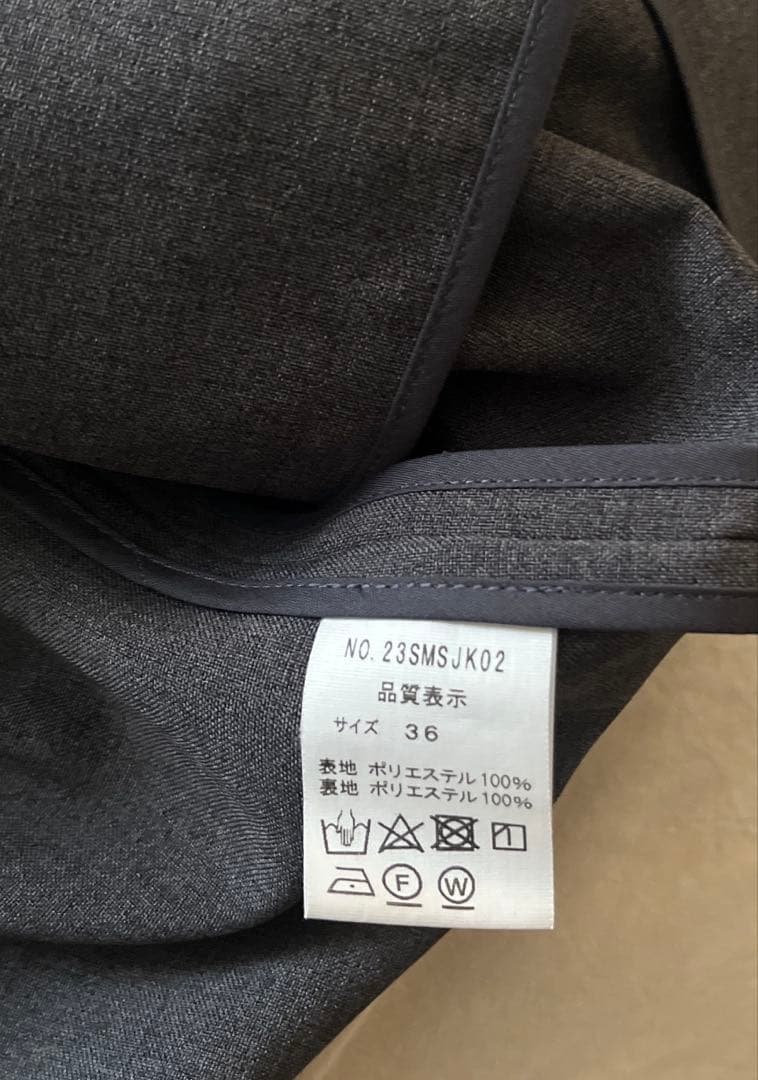 NO.23SMSJK02
品質表示
サイズ 36
表地 ポリエステル100%
裏地 ポリエステル100%
F W